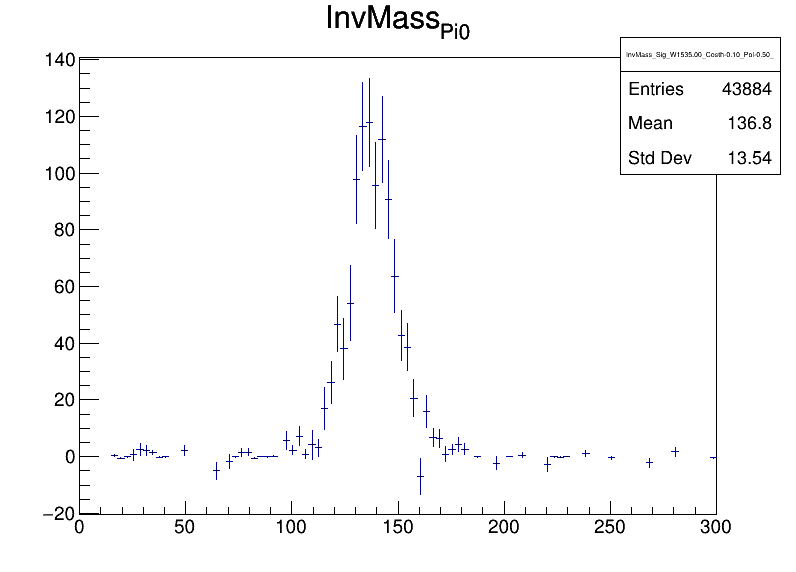 InvMass_Pi0
InvMass_Sig_W1535.00_Costh-0.10_Pol-0.50_
Entries 43884
Mean 136.8
Std Dev 13.54
140
120
100
80
60
40
20
0
−20
0 50 100 150 200 250 300